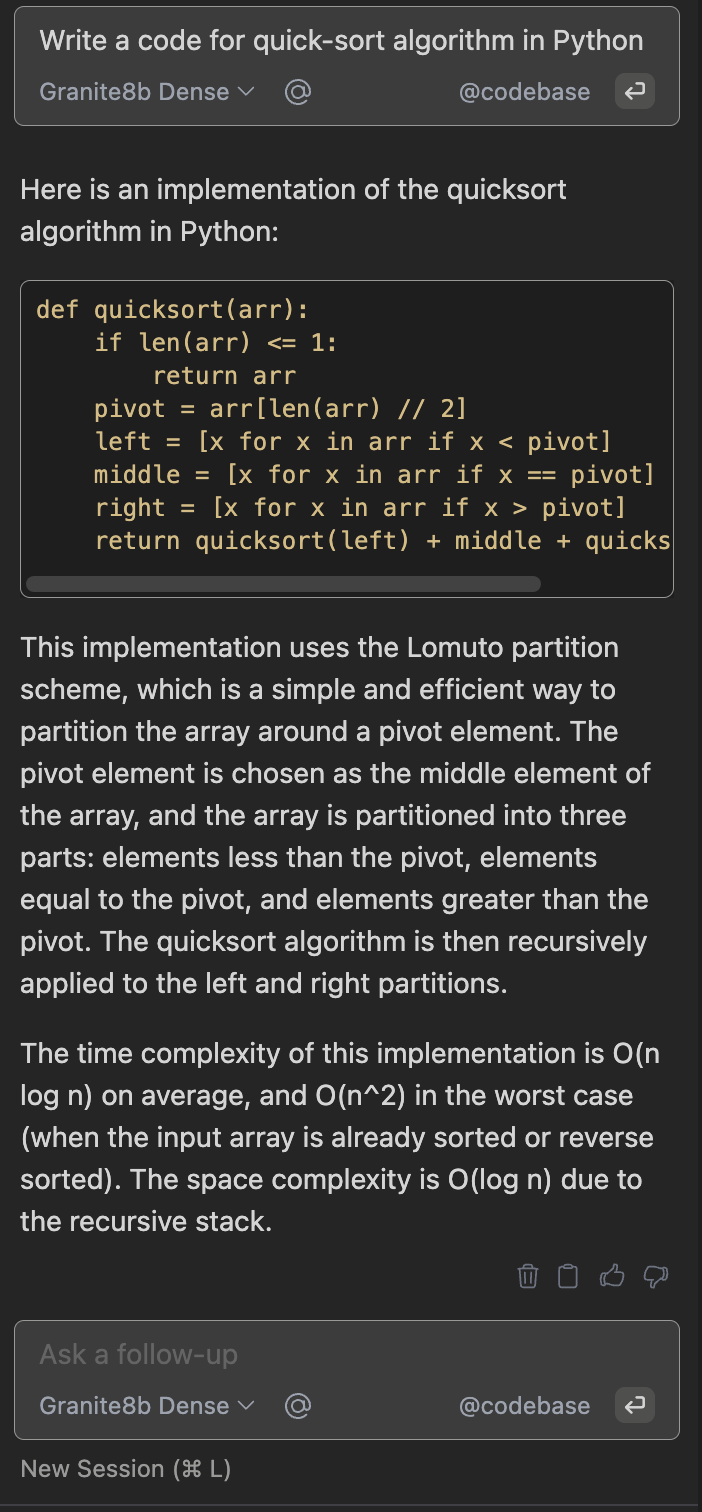 Write a code for quick-sort algorithm in Python
Granite8b Dense @ @codebase
Here is an implementation of the quicksort
algorithm in Python:
def quicksort(arr):
    if len(arr) <= 1:
        return arr
    pivot = arr[len(arr) // 2]
    left = [x for x in arr if x < pivot]
    middle = [x for x in arr if x == pivot]
    right = [x for x in arr if x > pivot]
    return quicksort(left) + middle + quicks
This implementation uses the Lomuto partition
scheme, which is a simple and efficient way to
partition the array around a pivot element. The
pivot element is chosen as the middle element of
the array, and the array is partitioned into three
parts: elements less than the pivot, elements
equal to the pivot, and elements greater than the
pivot. The quicksort algorithm is then recursively
applied to the left and right partitions.
The time complexity of this implementation is O(n
log n) on average, and O(n^2) in the worst case
(when the input array is already sorted or reverse
sorted). The space complexity is O(log n) due to
the recursive stack.
Ask a follow-up
Granite8b Dense @ @codebase
New Session (⌘ L)